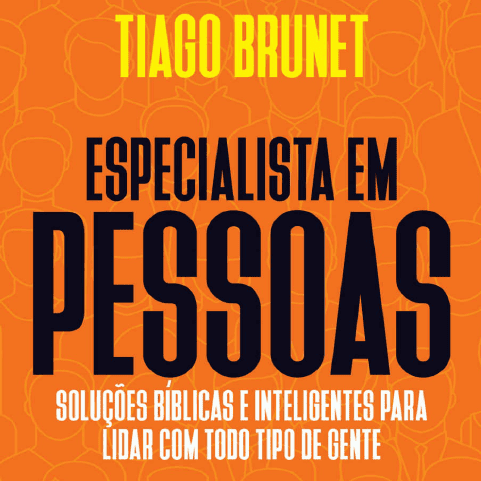 TIAGO BRUNET
ESPECIALISTA EM
PESSOAS
SOLUÇÕES BÍBLICAS E INTELIGENTES PARA
LIDAR COM TODO TIPO DE GENTE